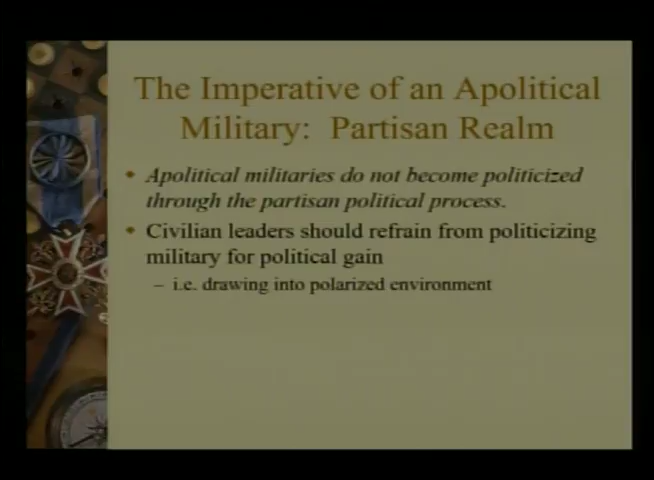 The Imperative of an Apolitical
Military: Partisan Realm
• Apolitical militaries do not become politicized
through the partisan political process.
• Civilian leaders should refrain from politicizing
military for political gain
– i.e. drawing into polarized environment